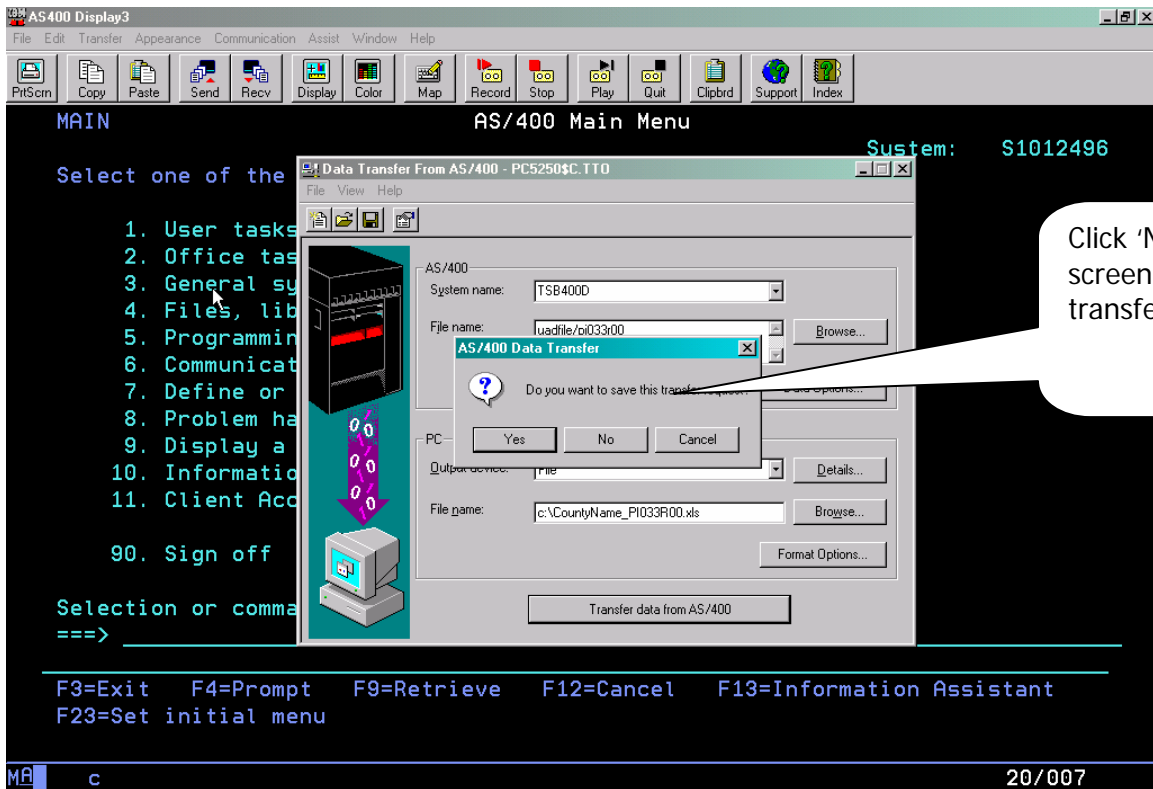 AS400 Display3
File Edit Transfer Appearance Communication Assist Window Help
PrtScrn Copy Paste Send Recv Display Color Map Record Stop Play Quit Clipbrd Support Index
MAIN AS/400 Main Menu
System: S1012496
Select one of the
1. User tasks
2. Office tas
3. General sy
4. Files, lib
5. Programmin
6. Communicat
7. Define or
8. Problem ha
9. Display a
10. Informatio
11. Client Acc
90. Sign off
Selection or comma
===>
F3=Exit F4=Prompt F9=Retrieve F12=Cancel F13=Information Assistant
F23=Set initial menu
MA c 20/007
Data Transfer From AS/400 - PC5250$C.TTO
File View Help
AS/400
System name: TSB400D
File name: uadfile/pi033r00 Browse...
Options...
PC
Output device: File Details...
File name: c:\CountyName_PI033R00.xls Browse...
Format Options...
Transfer data from AS/400
AS/400 Data Transfer
Do you want to save this transfer request?
Yes No Cancel
Click ‘N
screen
transfe